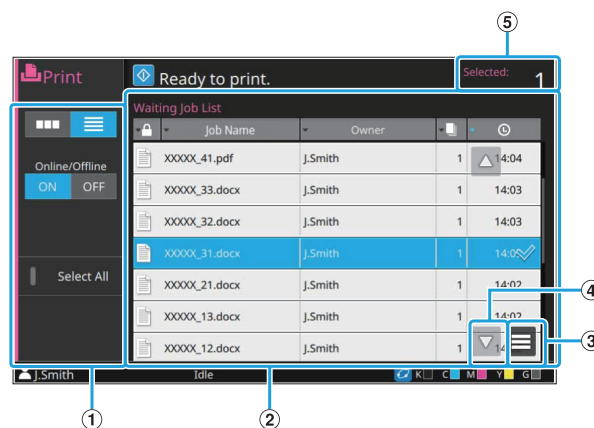 5
Print
Ready to print.
Selected:
1
Waiting Job List
Job Name Owner
Online/Offline
ON OFF
Select All
XXXXX_41.pdf J.Smith 1 14:04
XXXXX_33.docx J.Smith 1 14:03
XXXXX_32.docx J.Smith 1 14:03
XXXXX_31.docx J.Smith 1
XXXXX_21.docx J.Smith 1 14:02
XXXXX_13.docx J.Smith 1 14:02
XXXXX_12.docx J.Smith 1
4
3
J.Smith Idle K C M Y G
1 2